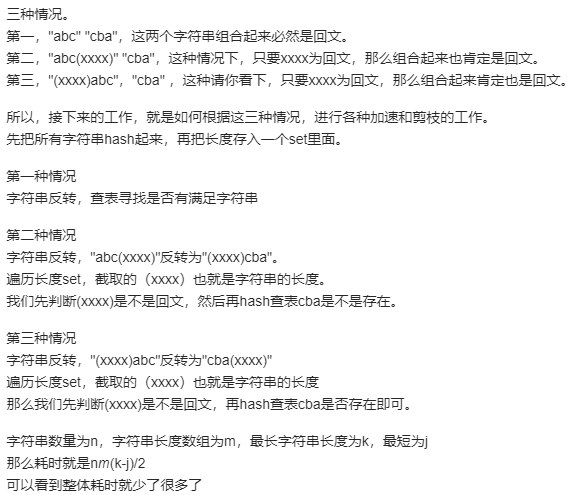 三种情况。
第一，"abc" "cba"，这两个字符串组合起来必然是回文。
第二，"abc(xxxx)" "cba"，这种情况下，只要xxxx为回文，那么组合起来也肯定是回文。
第三，"(xxxx)abc"，"cba" ，这种请你看下，只要xxxx为回文，那么组合起来肯定也是回文。
所以，接下来的工作，就是如何根据这三种情况，进行各种加速和剪枝的工作。
先把所有字符串hash起来，再把长度存入一个set里面。
第一种情况
字符串反转，查表寻找是否有满足字符串
第二种情况
字符串反转，"abc(xxxx)"反转为"(xxxx)cba"。
遍历长度set，截取的（xxxx）也就是字符串的长度。
我们先判断(xxxx)是不是回文，然后再hash查表cba是不是存在。
第三种情况
字符串反转，"(xxxx)abc"反转为"cba(xxxx)"
遍历长度set，截取的（xxxx）也就是字符串的长度
那么我们先判断(xxxx)是不是回文，再hash查表cba是否存在即可。
字符串数量为n，字符串长度数组为m，最长字符串长度为k，最短为j
那么耗时就是nm(k-j)/2
可以看到整体耗时就少了很多了